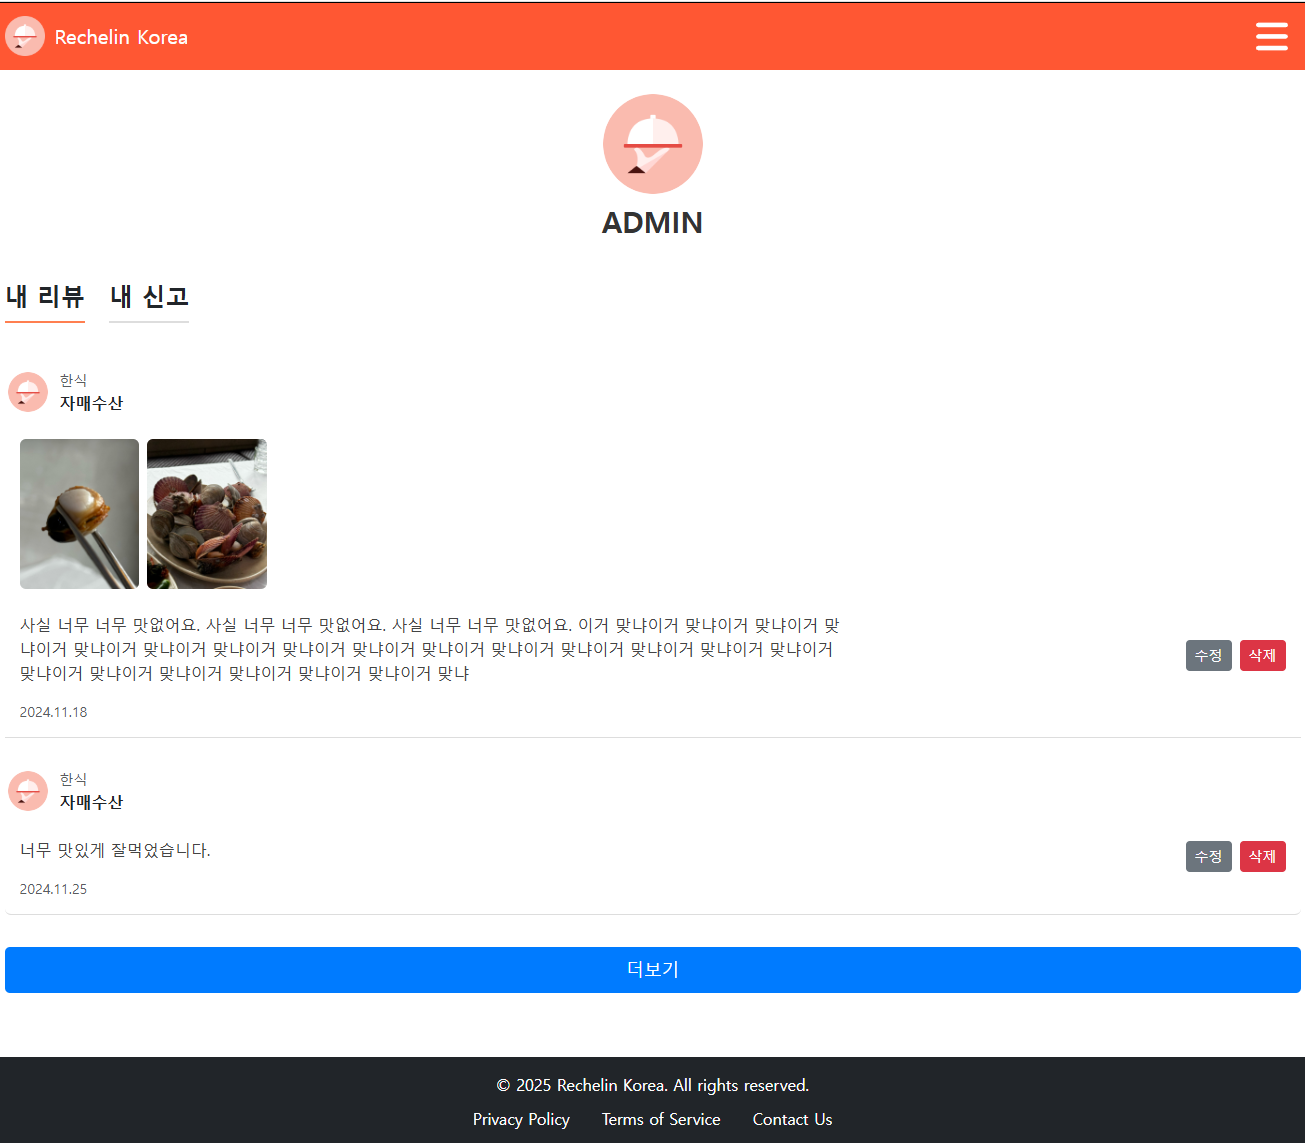 Rechelin Korea
ADMIN
내 리뷰 내 신고
한식
자매수산
사실 너무 너무 맛없어요. 사실 너무 너무 맛없어요. 사실 너무 너무 맛없어요. 이거 맞냐이거 맞냐이거 맞냐이거 맞
냐이거 맞냐이거 맞냐이거 맞냐이거 맞냐이거 맞냐이거 맞냐이거 맞냐이거 맞냐이거 맞냐이거 맞냐이거 맞냐이거
맞냐이거 맞냐이거 맞냐이거 맞냐이거 맞냐이거 맞냐이거 맞냐
수정 삭제
2024.11.18
한식
자매수산
너무 맛있게 잘먹었습니다.
수정 삭제
2024.11.25
더보기
© 2025 Rechelin Korea. All rights reserved.
Privacy Policy Terms of Service Contact Us